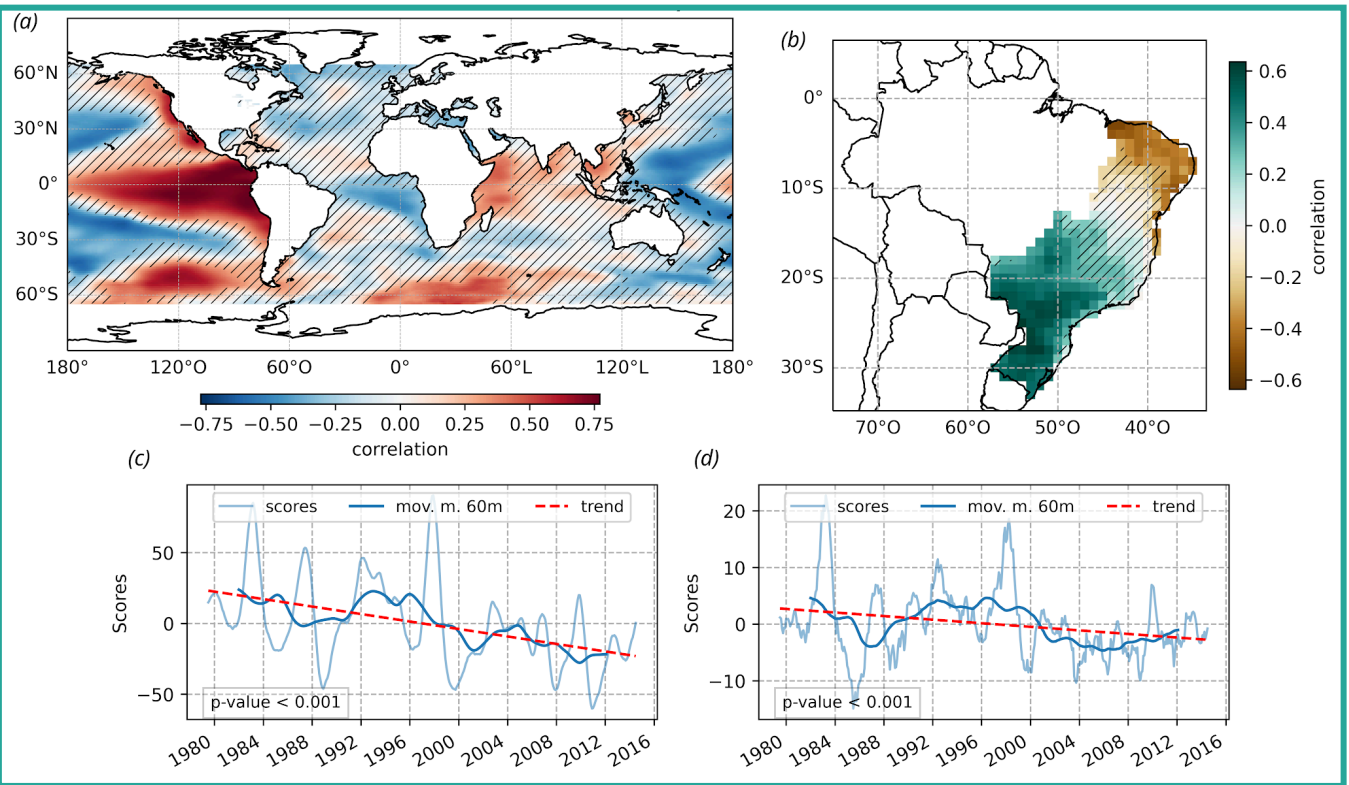 (a)
60°N
30°N
0°
30°S
60°S
180°
120°O
60°O
0°
60°L
120°L
180°
−0.75
−0.50
−0.25
0.00
0.25
0.50
0.75
correlation
(b)
0°
10°S
20°S
30°S
70°O
60°O
50°O
40°O
0.6
0.4
0.2
0.0
−0.2
−0.4
−0.6
correlation
(c)
scores
mov. m. 60m
trend
50
0
−50
Scores
p-value < 0.001
1980
1984
1988
1992
1996
2000
2004
2008
2012
2016
(d)
scores
mov. m. 60m
trend
20
10
0
−10
Scores
p-value < 0.001
1980
1984
1988
1992
1996
2000
2004
2008
2012
2016